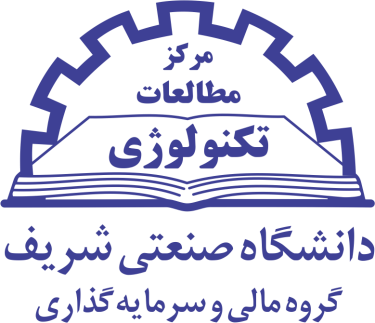 مرکز
مطالعات
تکنولوژی
دانشگاه صنعتی شریف
گروه مالی و سرمایه گذاری